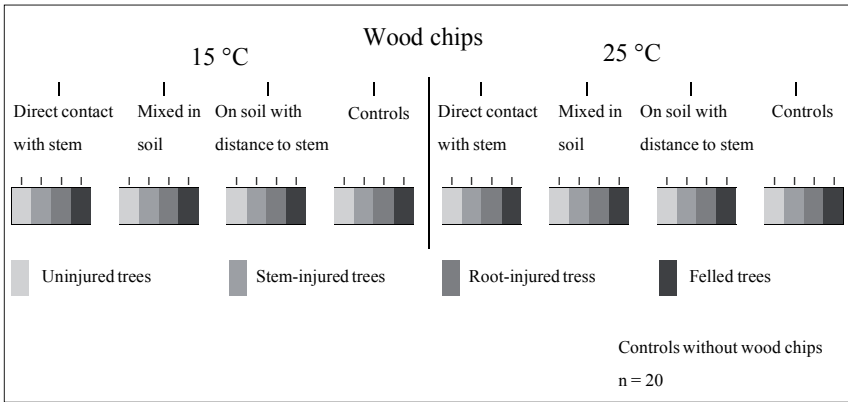 Wood chips
15 °C
25 °C
Direct contact
with stem
Mixed in
soil
On soil with
distance to stem
Controls
Direct contact
with stem
Mixed in
soil
On soil with
distance to stem
Controls
Uninjured trees
Stem-injured trees
Root-injured tress
Felled trees
Controls without wood chips
n = 20